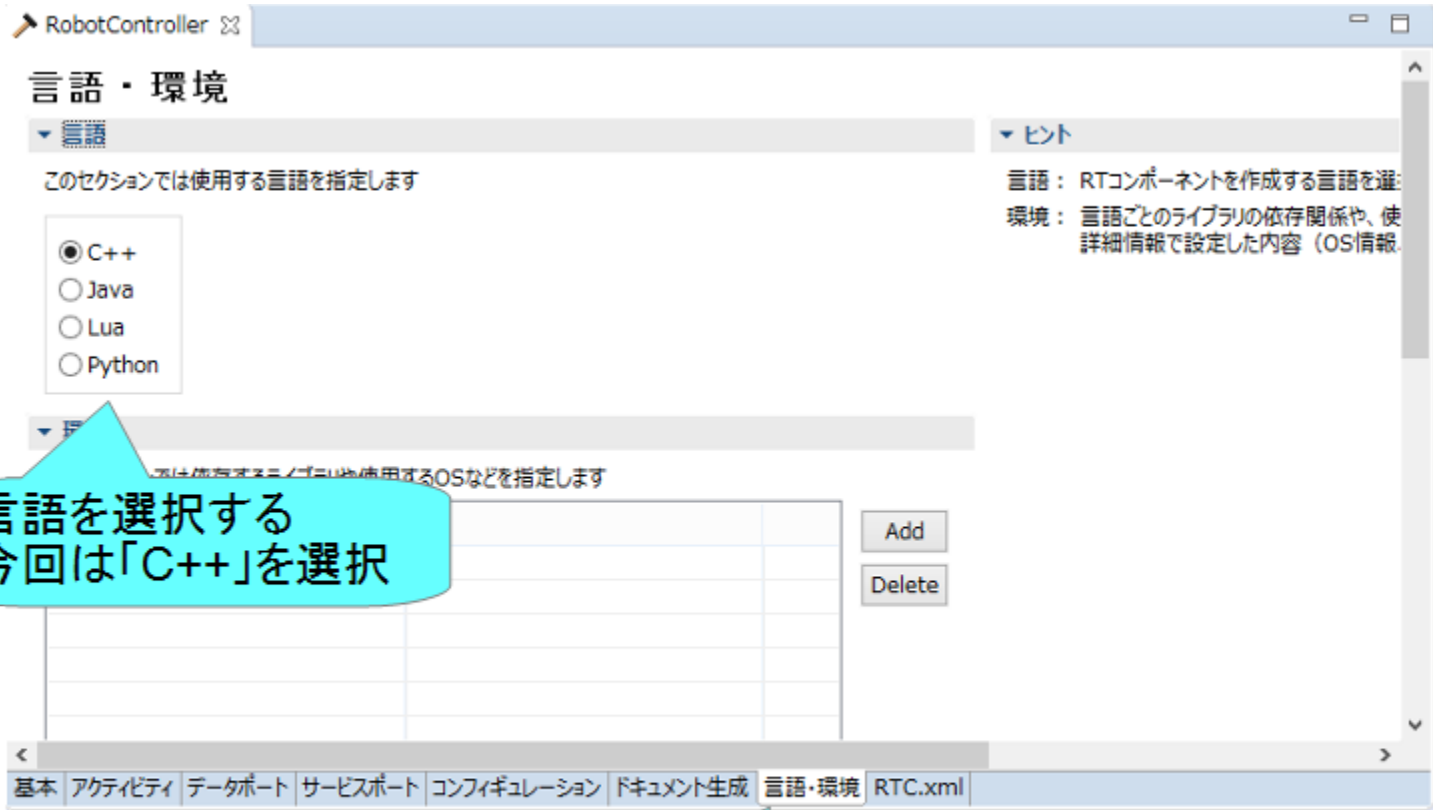 RobotController
言語・環境
言語
このセクションでは使用する言語を指定します
C++
Java
Lua
Python
ヒント
言語： RTコンポーネントを作成する言語を選
環境： 言語ごとのライブラリの依存関係や、使
詳細情報で設定した内容（OS情報
では依存するライブラリや使用するOSなどを指定します
言語を選択する
今回は「C++」を選択
Add
Delete
基本 アクティビティ データポート サービスポート コンフィギュレーション ドキュメント生成 言語・環境 RTC.xml